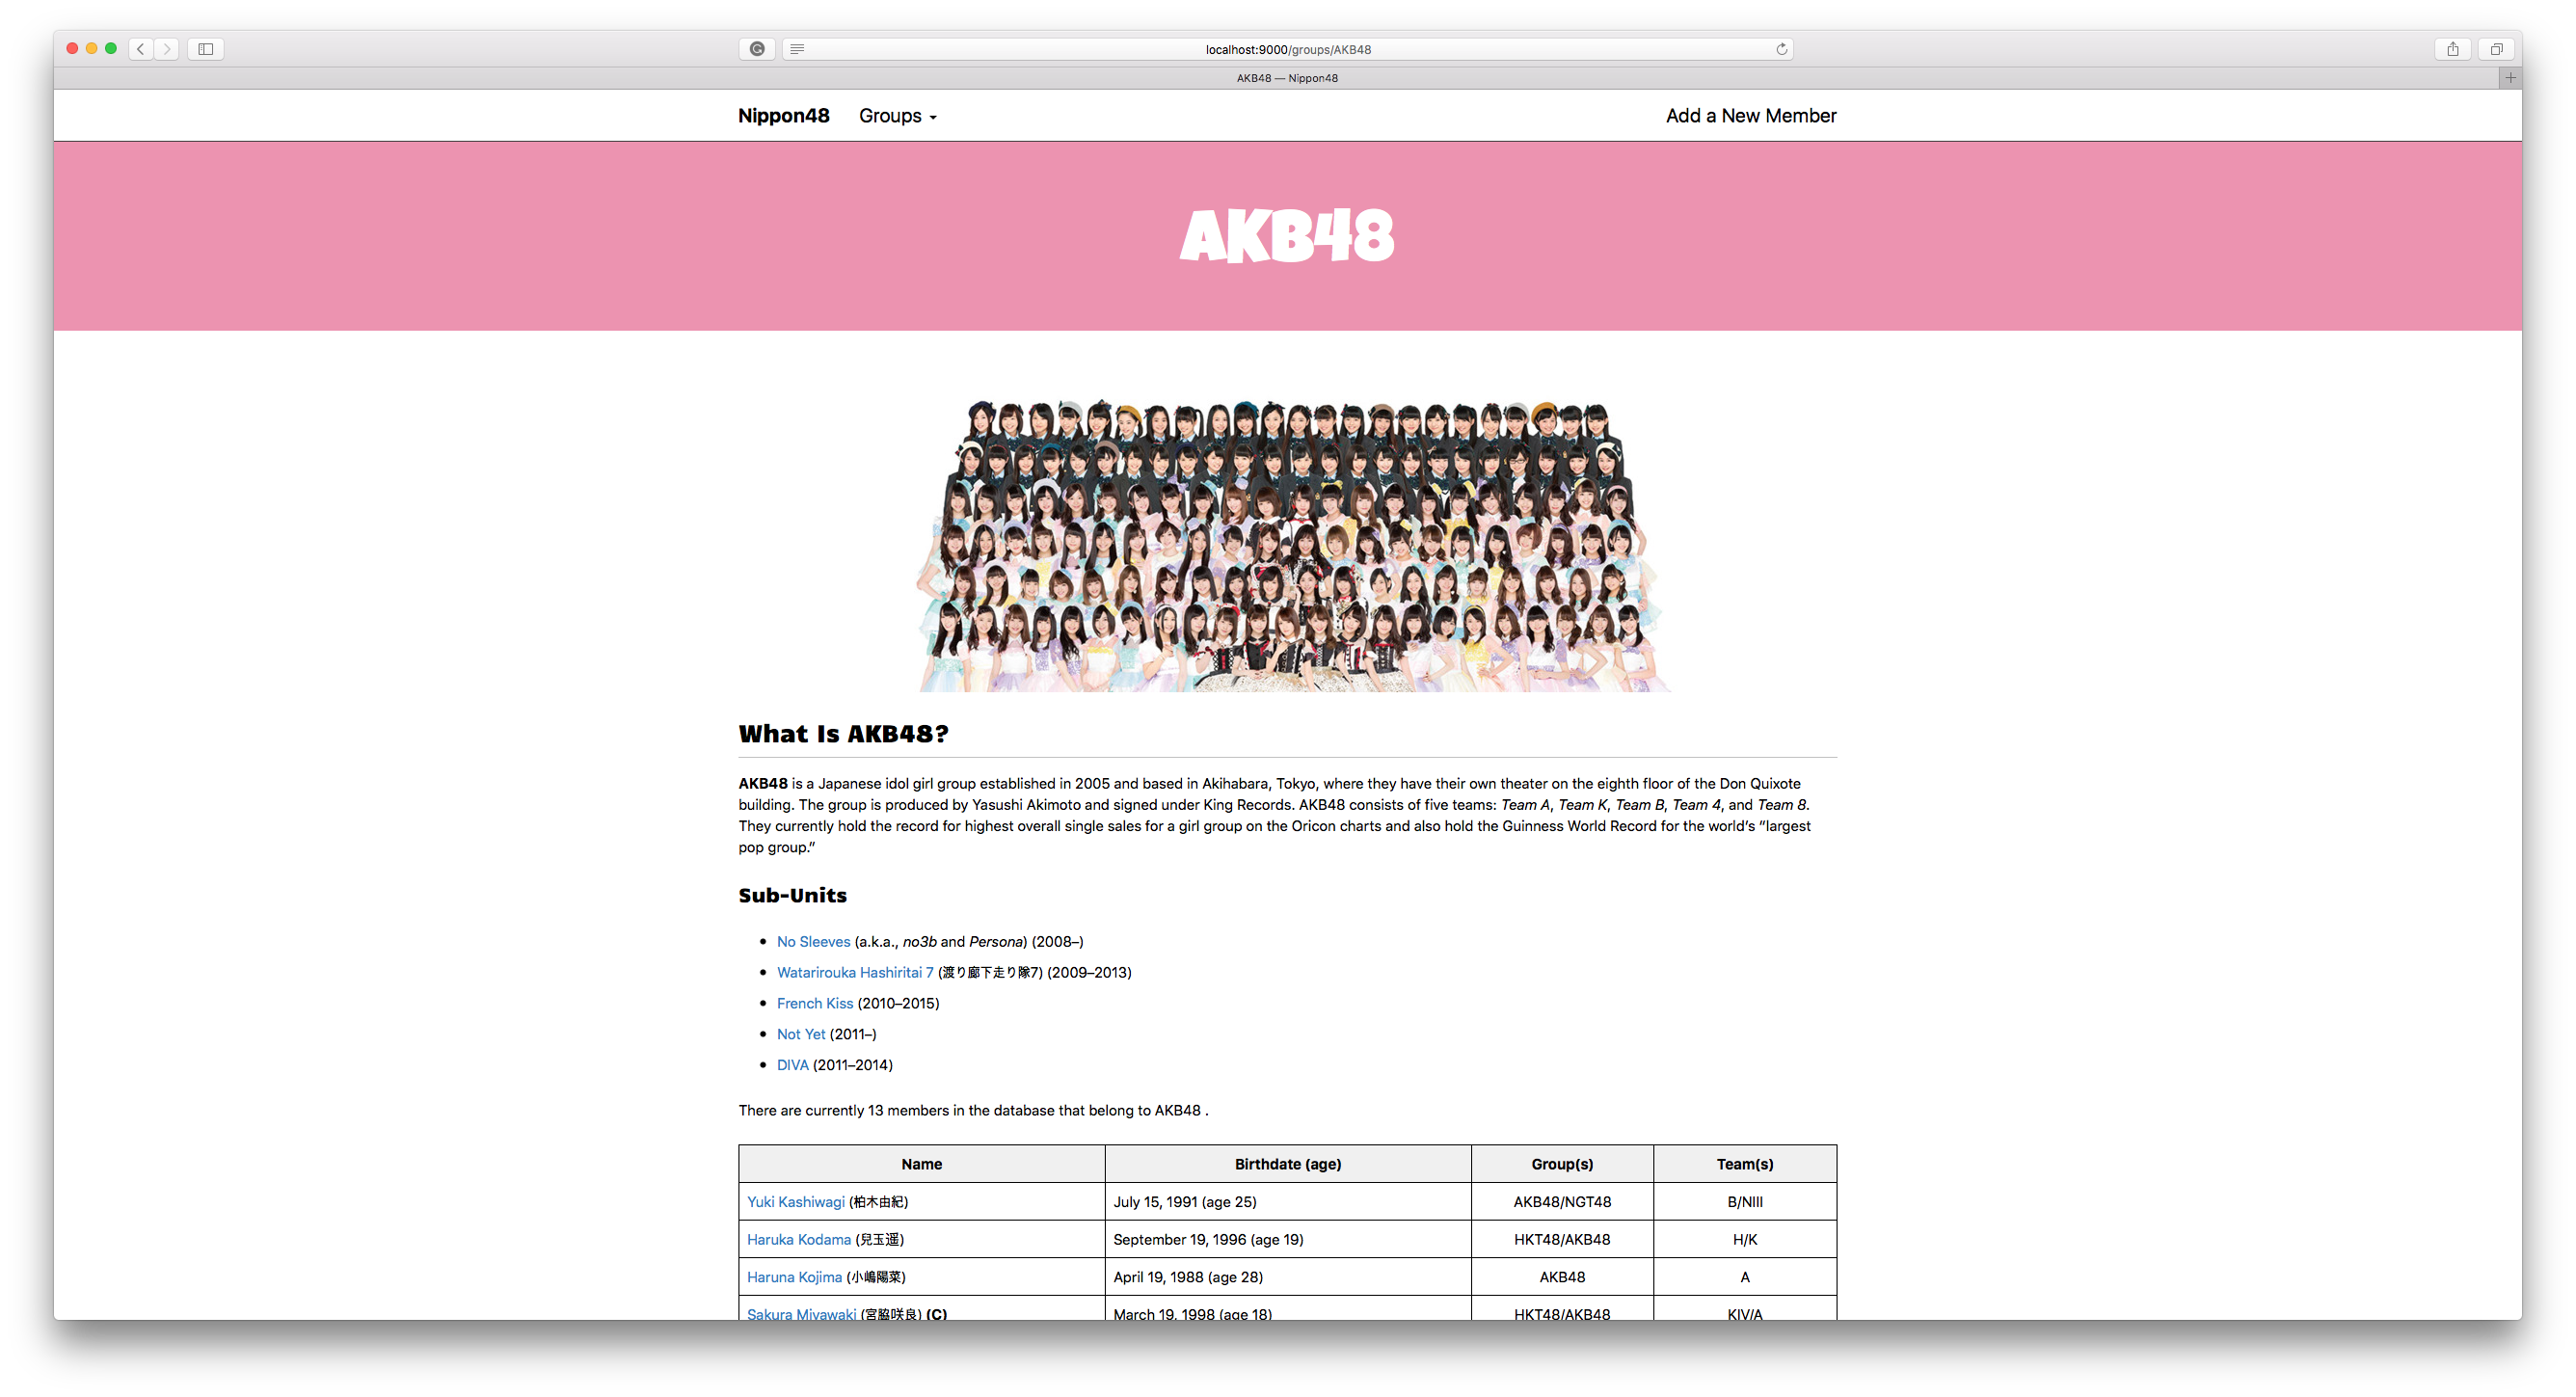 localhost:9000/groups/AKB48
AKB48 — Nippon48
Nippon48 Groups Add a New Member
AKB48
What Is AKB48?
AKB48 is a Japanese idol girl group established in 2005 and based in Akihabara, Tokyo, where they have their own theater on the eighth floor of the Don Quixote
building. The group is produced by Yasushi Akimoto and signed under King Records. AKB48 consists of five teams: Team A, Team K, Team B, Team 4, and Team 8.
They currently hold the record for highest overall single sales for a girl group on the Oricon charts and also hold the Guinness World Record for the world’s “largest
pop group.”
Sub-Units
No Sleeves (a.k.a., no3b and Persona) (2008–)
Watarirouka Hashiritai 7 (渡り廊下走り隊7) (2009–2013)
French Kiss (2010–2015)
Not Yet (2011–)
DIVA (2011–2014)
There are currently 13 members in the database that belong to AKB48 .
Name Birthdate (age) Group(s) Team(s)
Yuki Kashiwagi (柏木由紀) July 15, 1991 (age 25) AKB48/NGT48 B/NIII
Haruka Kodama (兒玉遥) September 19, 1996 (age 19) HKT48/AKB48 H/K
Haruna Kojima (小嶋陽菜) April 19, 1988 (age 28) AKB48 A
Sakura Miyawaki (宮脇咲良) (C) March 19, 1998 (age 18) HKT48/AKB48 KIV/A